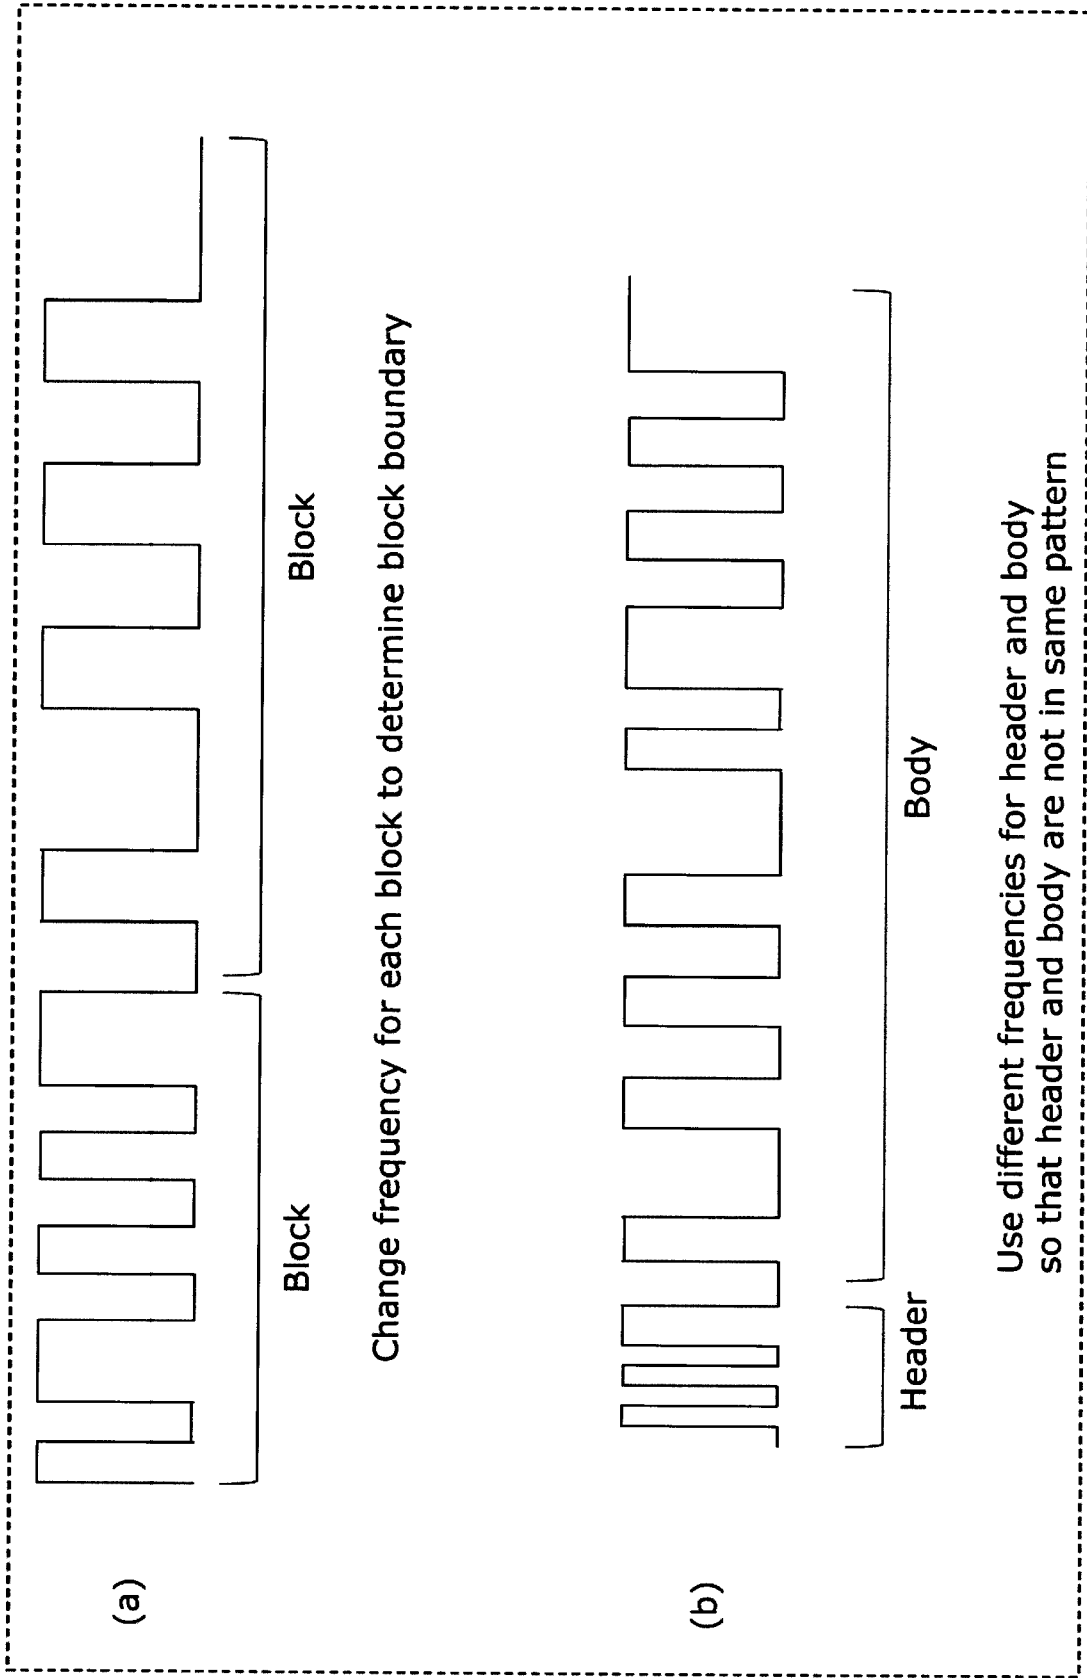 (a)
Block
Block
Change frequency for each block to determine block boundary
(b)
Header
Body
Use different frequencies for header and body
so that header and body are not in same pattern